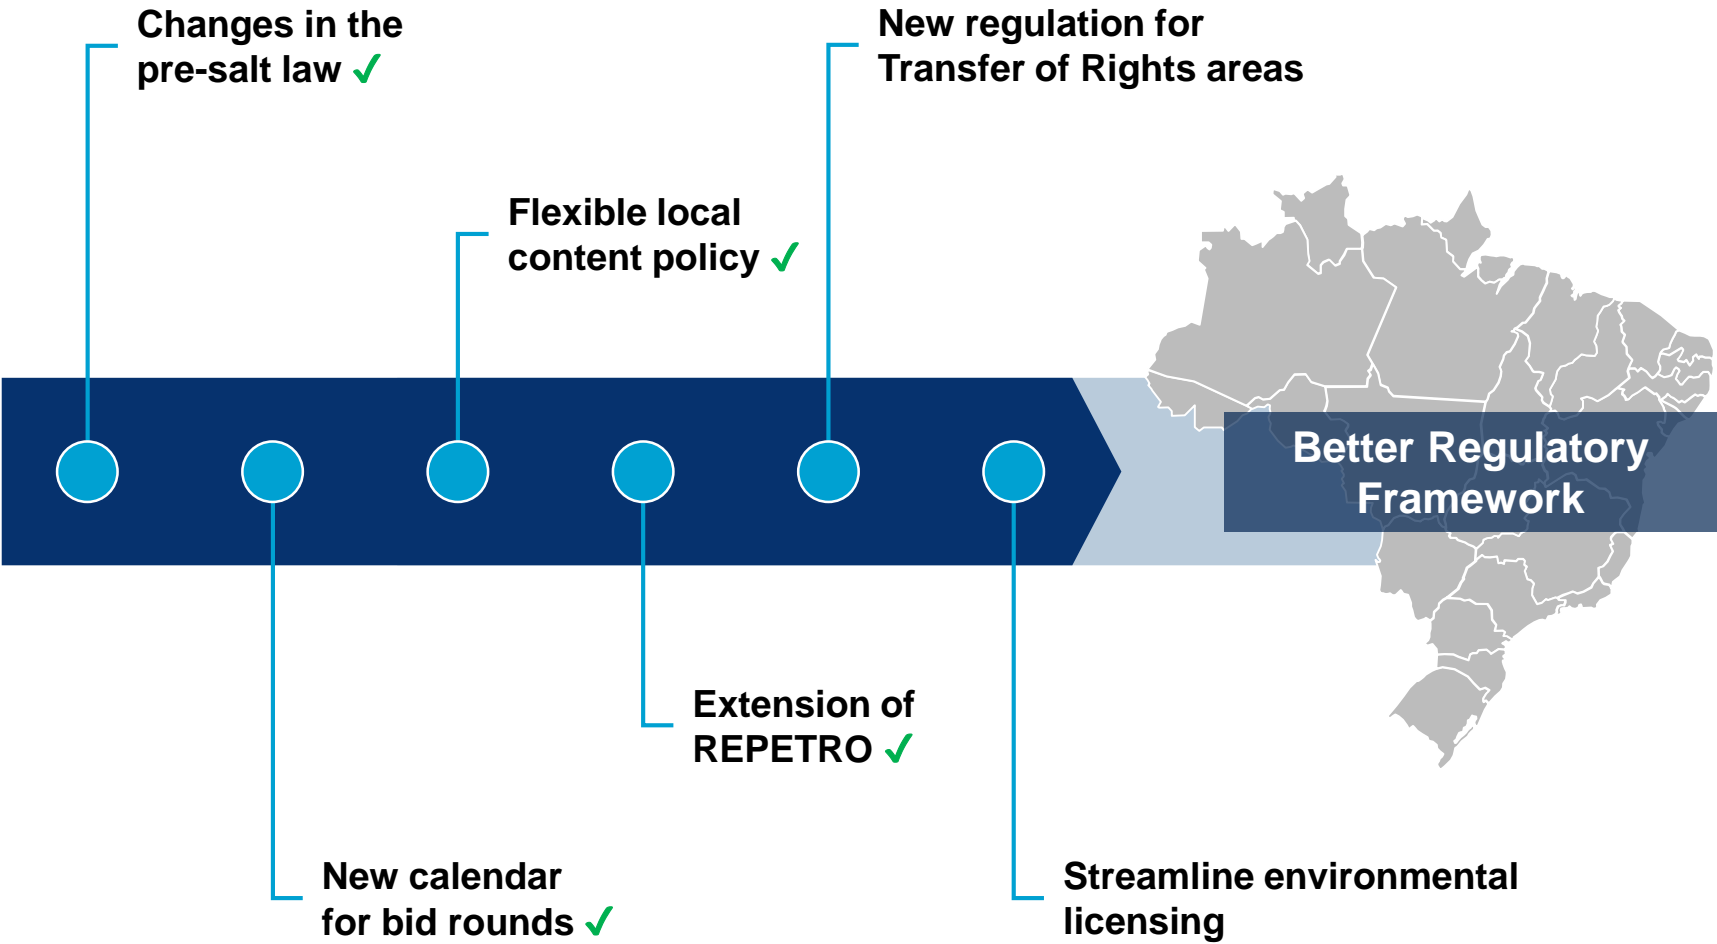 Changes in the
pre-salt law ✓
New regulation for
Transfer of Rights areas
Flexible local
content policy ✓
Better Regulatory
Framework
Extension of
REPETRO ✓
New calendar
for bid rounds ✓
Streamline environmental
licensing